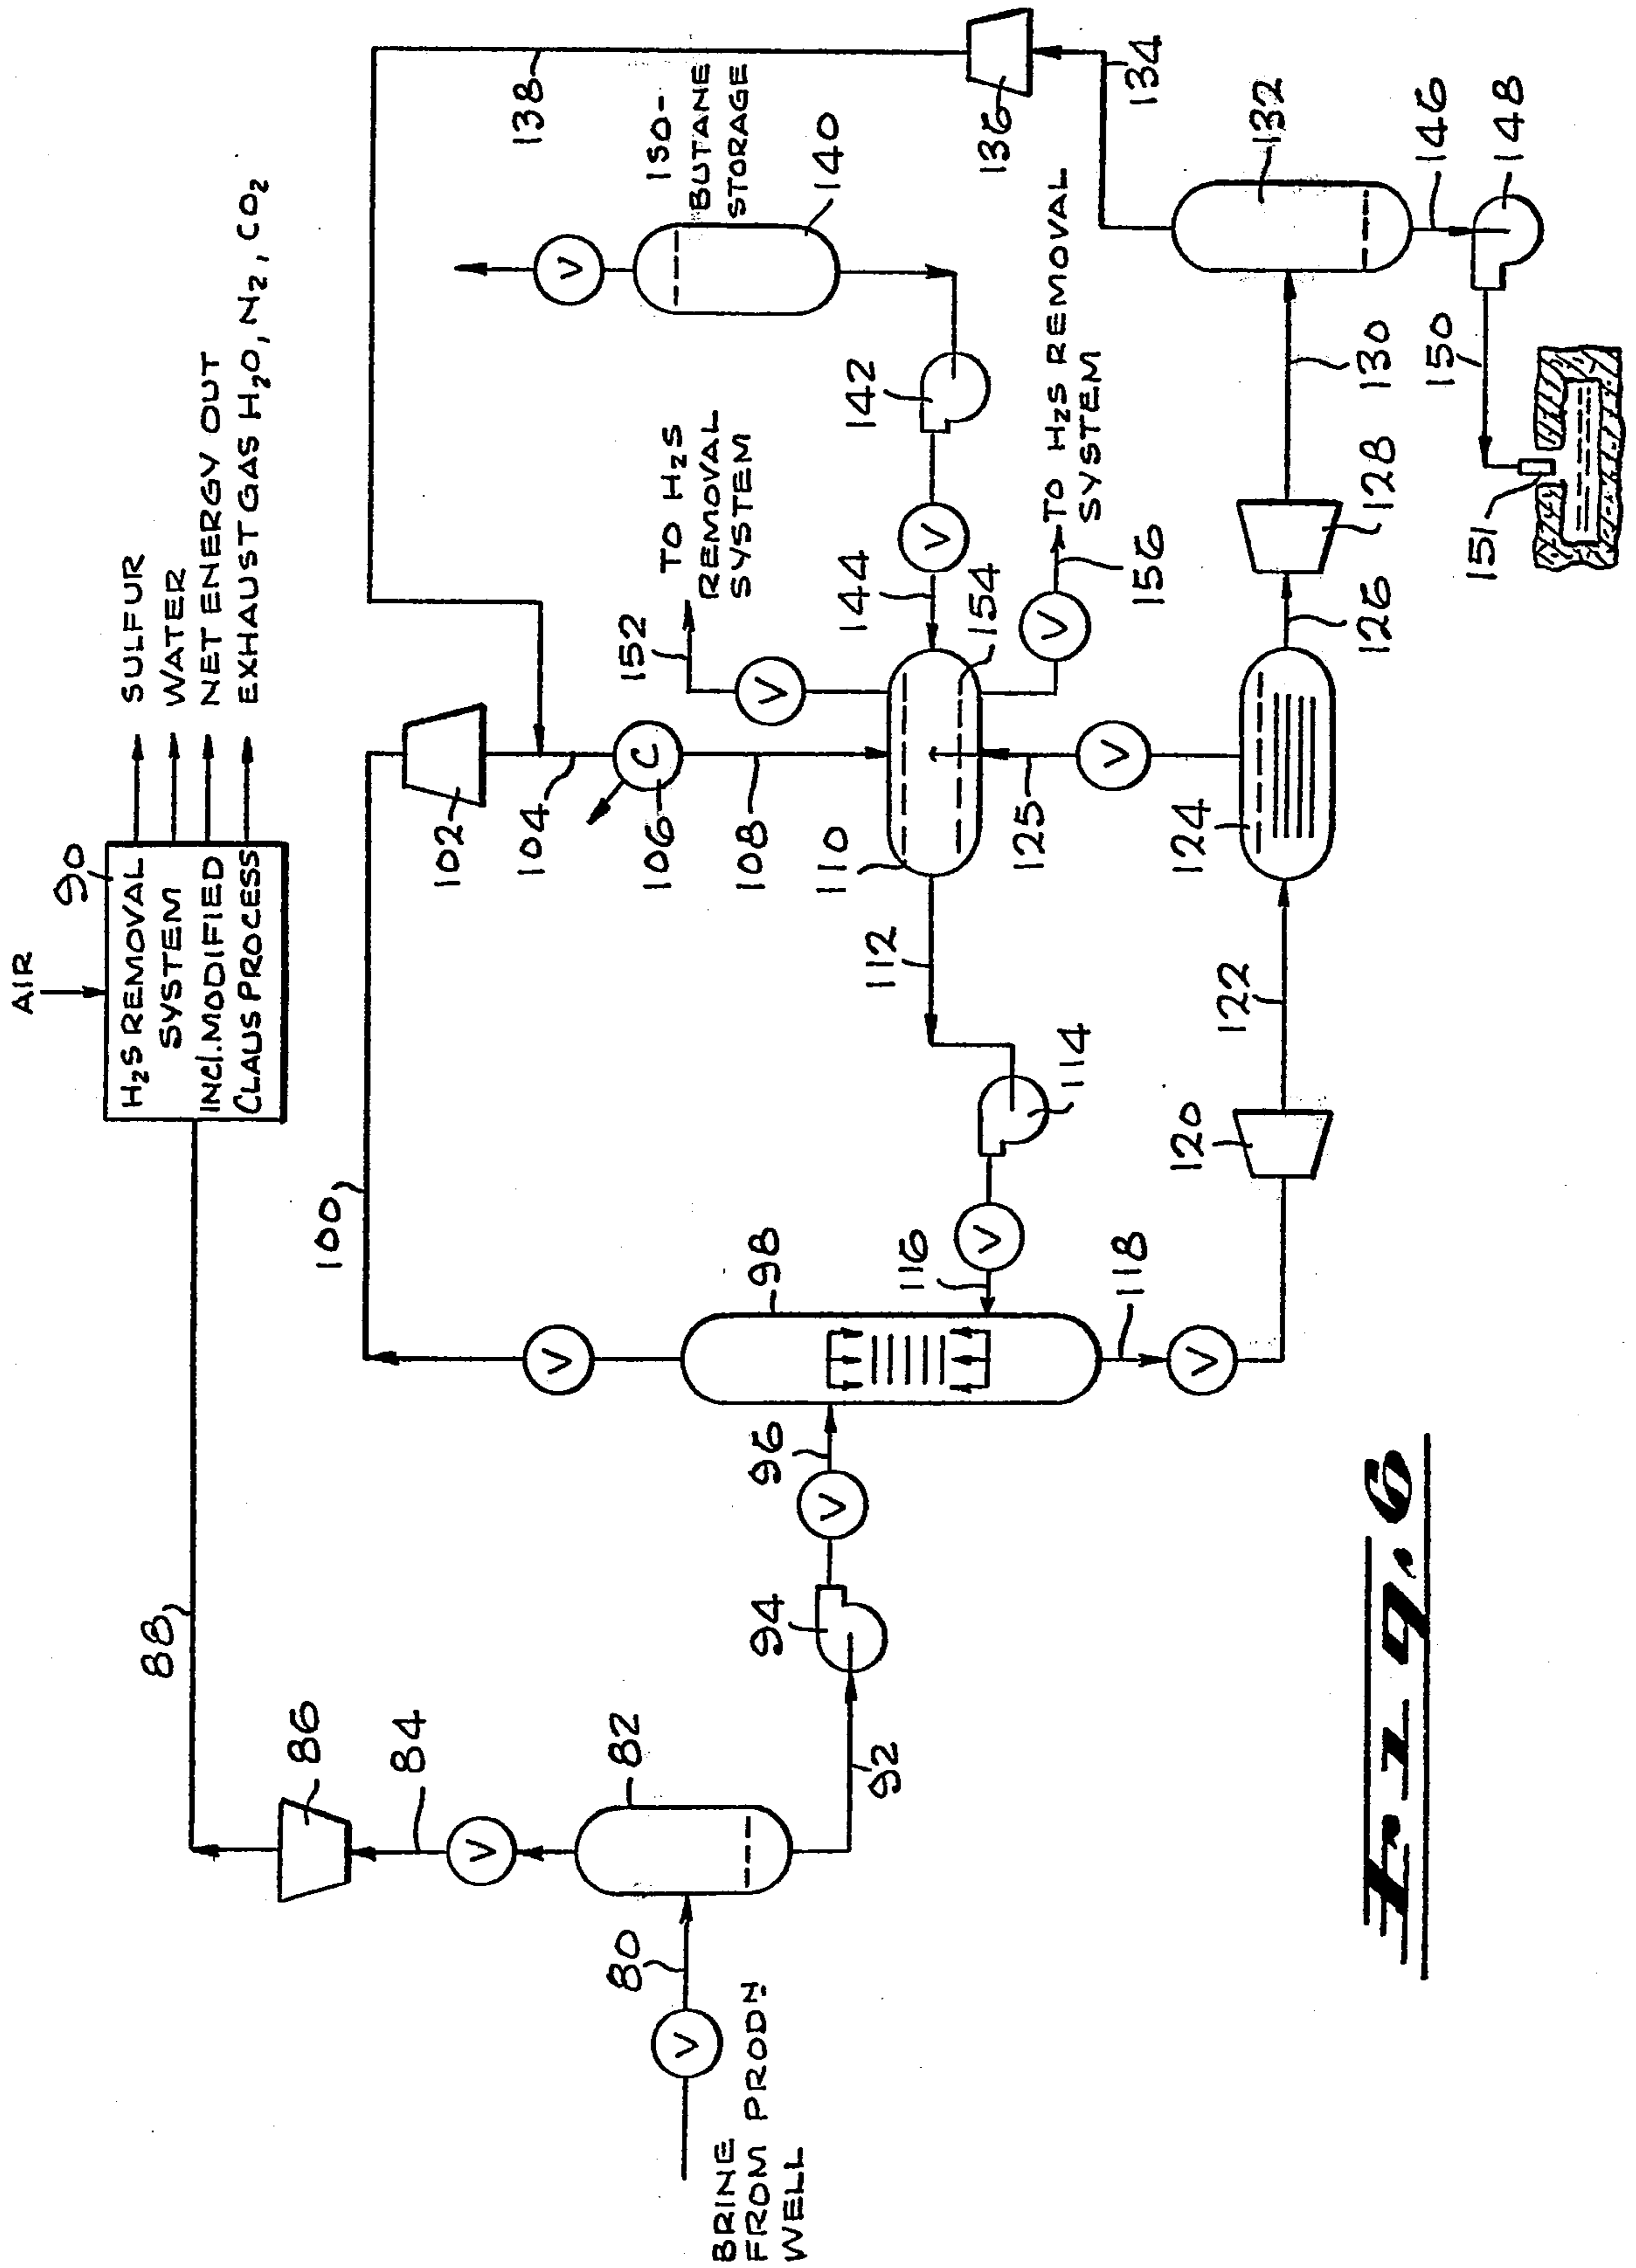 AIR
90
H₂S REMOVAL
SYSTEM
INCL. MODIFIED
CLAUS PROCESS
SULFUR
WATER
NET ENERGY OUT
EXHAUST GAS H₂O, N₂, CO₂
88
86
84
82
80
BRINE
FROM PRODN
WELL
92
94
96
98
100
102
104
106
108
110
112
114
116
118
120
122
124
125
126
128
130
132
134
136
138
ISO-
BUTANE
STORAGE
140
142
144
TO H₂S
REMOVAL
SYSTEM
152
154
TO H₂S REMOVAL
SYSTEM
156
146
148
150
151
V
V
V
V
V
V
V
V
V
V
V
C
Fig. 6